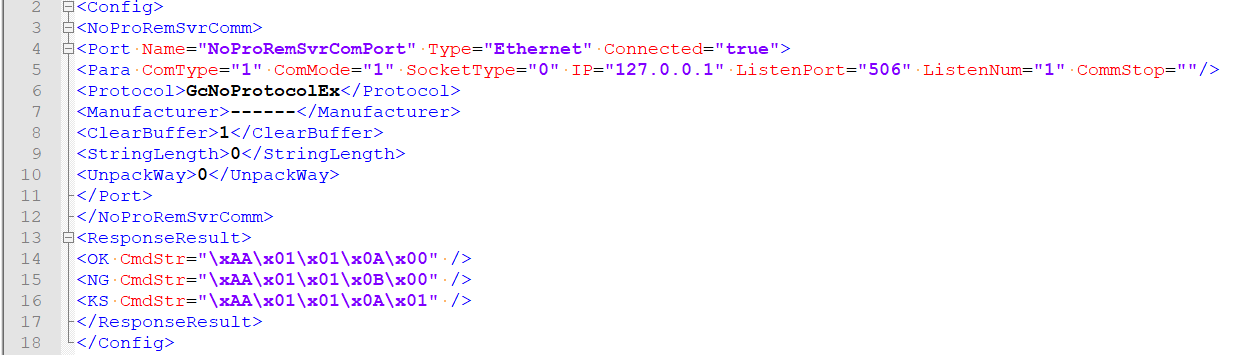 2 <Config>
3 <NoProRemSvrComm>
4 <Port Name="NoProRemSvrComPort" Type="Ethernet" Connected="true">
5 <Para ComType="1" ComMode="1" SocketType="0" IP="127.0.0.1" ListenPort="506" ListenNum="1" CommStop=""/>
6 <Protocol>GcNoProtocolEx</Protocol>
7 <Manufacturer>------</Manufacturer>
8 <ClearBuffer>1</ClearBuffer>
9 <StringLength>0</StringLength>
10 <UnpackWay>0</UnpackWay>
11 </Port>
12 </NoProRemSvrComm>
13 <ResponseResult>
14 <OK CmdStr="\xAA\x01\x01\x0A\x00" />
15 <NG CmdStr="\xAA\x01\x01\x0B\x00" />
16 <KS CmdStr="\xAA\x01\x01\x0A\x01" />
17 </ResponseResult>
18 </Config>